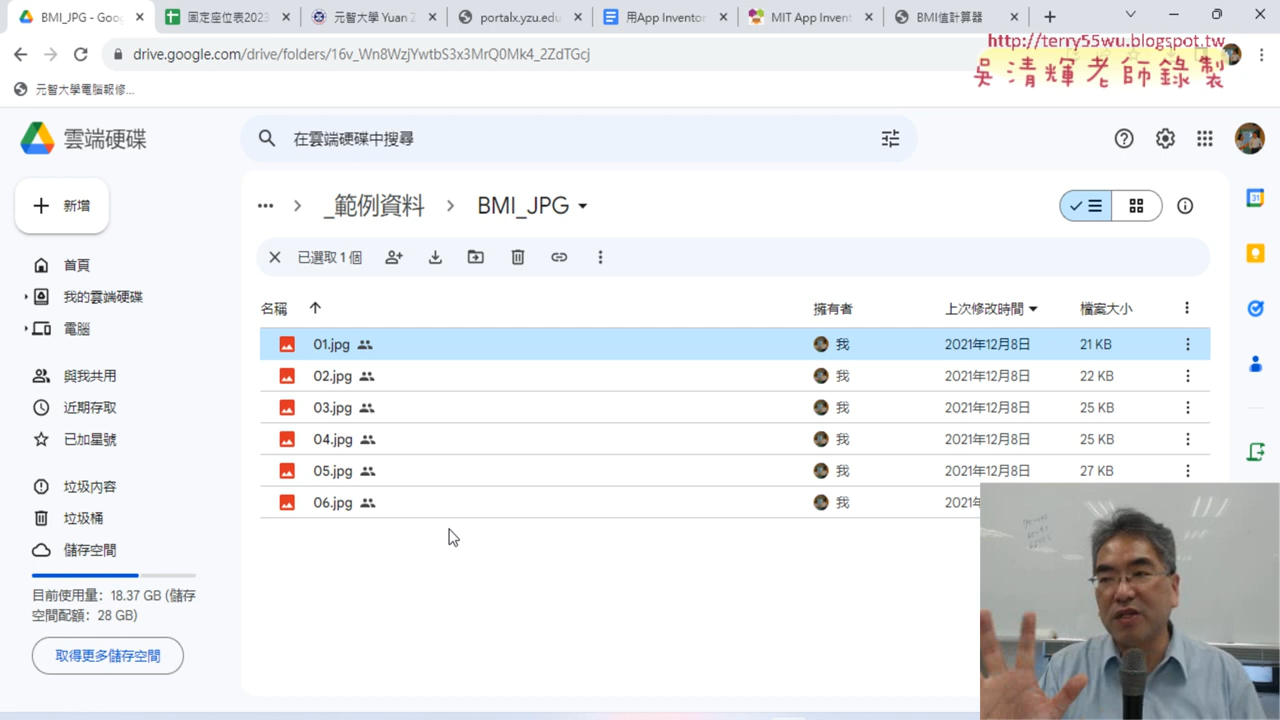 BMI_JPG - Goo
固定座位表2023
元智大學 Yuan Z
portalx.yzu.edu
用App Inventor
MIT App Invent
BMI值計算器
drive.google.com/drive/folders/16v_Wn8WzjYwtbS3x3MrQ0Mk4_2ZdTGcj
http://terry55wu.blogspot.tw
吳清輝老師錄製
元智大學電腦報修...
雲端硬碟
在雲端硬碟中搜尋
新增
_範例資料
BMI_JPG
已選取 1 個
首頁
我的雲端硬碟
電腦
與我共用
近期存取
已加星號
垃圾內容
垃圾桶
儲存空間
目前使用量: 18.37 GB (儲存
空間配額: 28 GB)
取得更多儲存空間
名稱 擁有者 上次修改時間 檔案大小
01.jpg 我 2021年12月8日 21 KB
02.jpg 我 2021年12月8日 22 KB
03.jpg 我 2021年12月8日 25 KB
04.jpg 我 2021年12月8日 25 KB
05.jpg 我 2021年12月8日 27 KB
06.jpg 我 2021
31